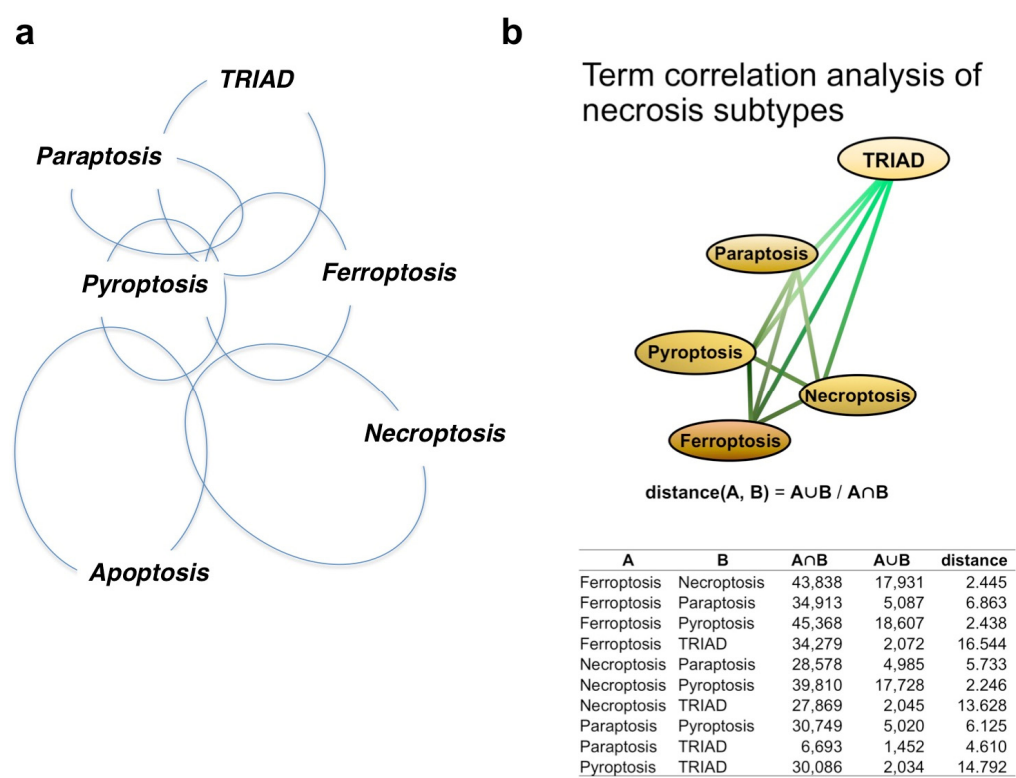 a
TRIAD
Paraptosis
Pyroptosis
Ferroptosis
Necroptosis
Apoptosis
b
Term correlation analysis of
necrosis subtypes
TRIAD
Paraptosis
Pyroptosis
Necroptosis
Ferroptosis
distance(A, B) = A∪B / A∩B
A B A∩B A∪B distance
Ferroptosis Necroptosis 43,838 17,931 2.445
Ferroptosis Paraptosis 34,913 5,087 6.863
Ferroptosis Pyroptosis 45,368 18,607 2.438
Ferroptosis TRIAD 34,279 2,072 16.544
Necroptosis Paraptosis 28,578 4,985 5.733
Necroptosis Pyroptosis 39,810 17,728 2.246
Necroptosis TRIAD 27,869 2,045 13.628
Paraptosis Pyroptosis 30,749 5,020 6.125
Paraptosis TRIAD 6,693 1,452 4.610
Pyroptosis TRIAD 30,086 2,034 14.792